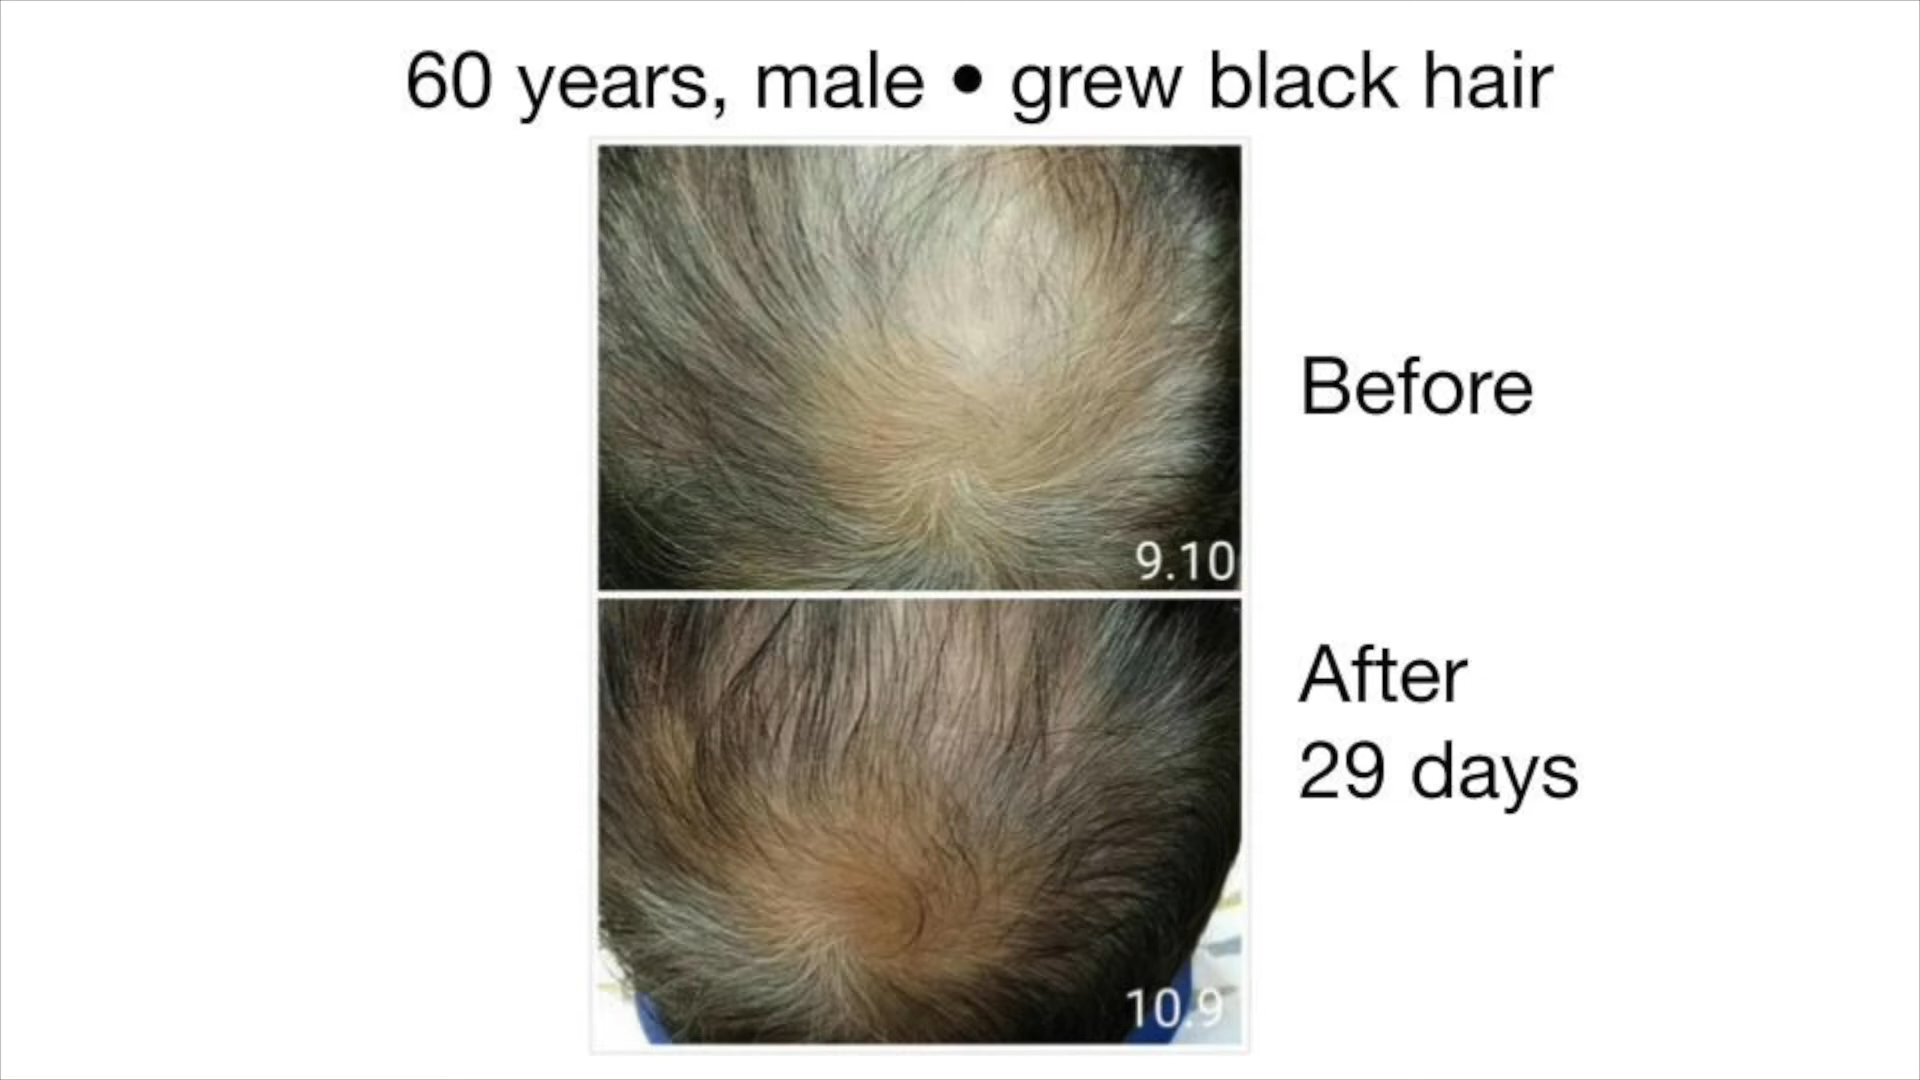 60 years, male • grew black hair
Before
9.10
After
29 days
10.9